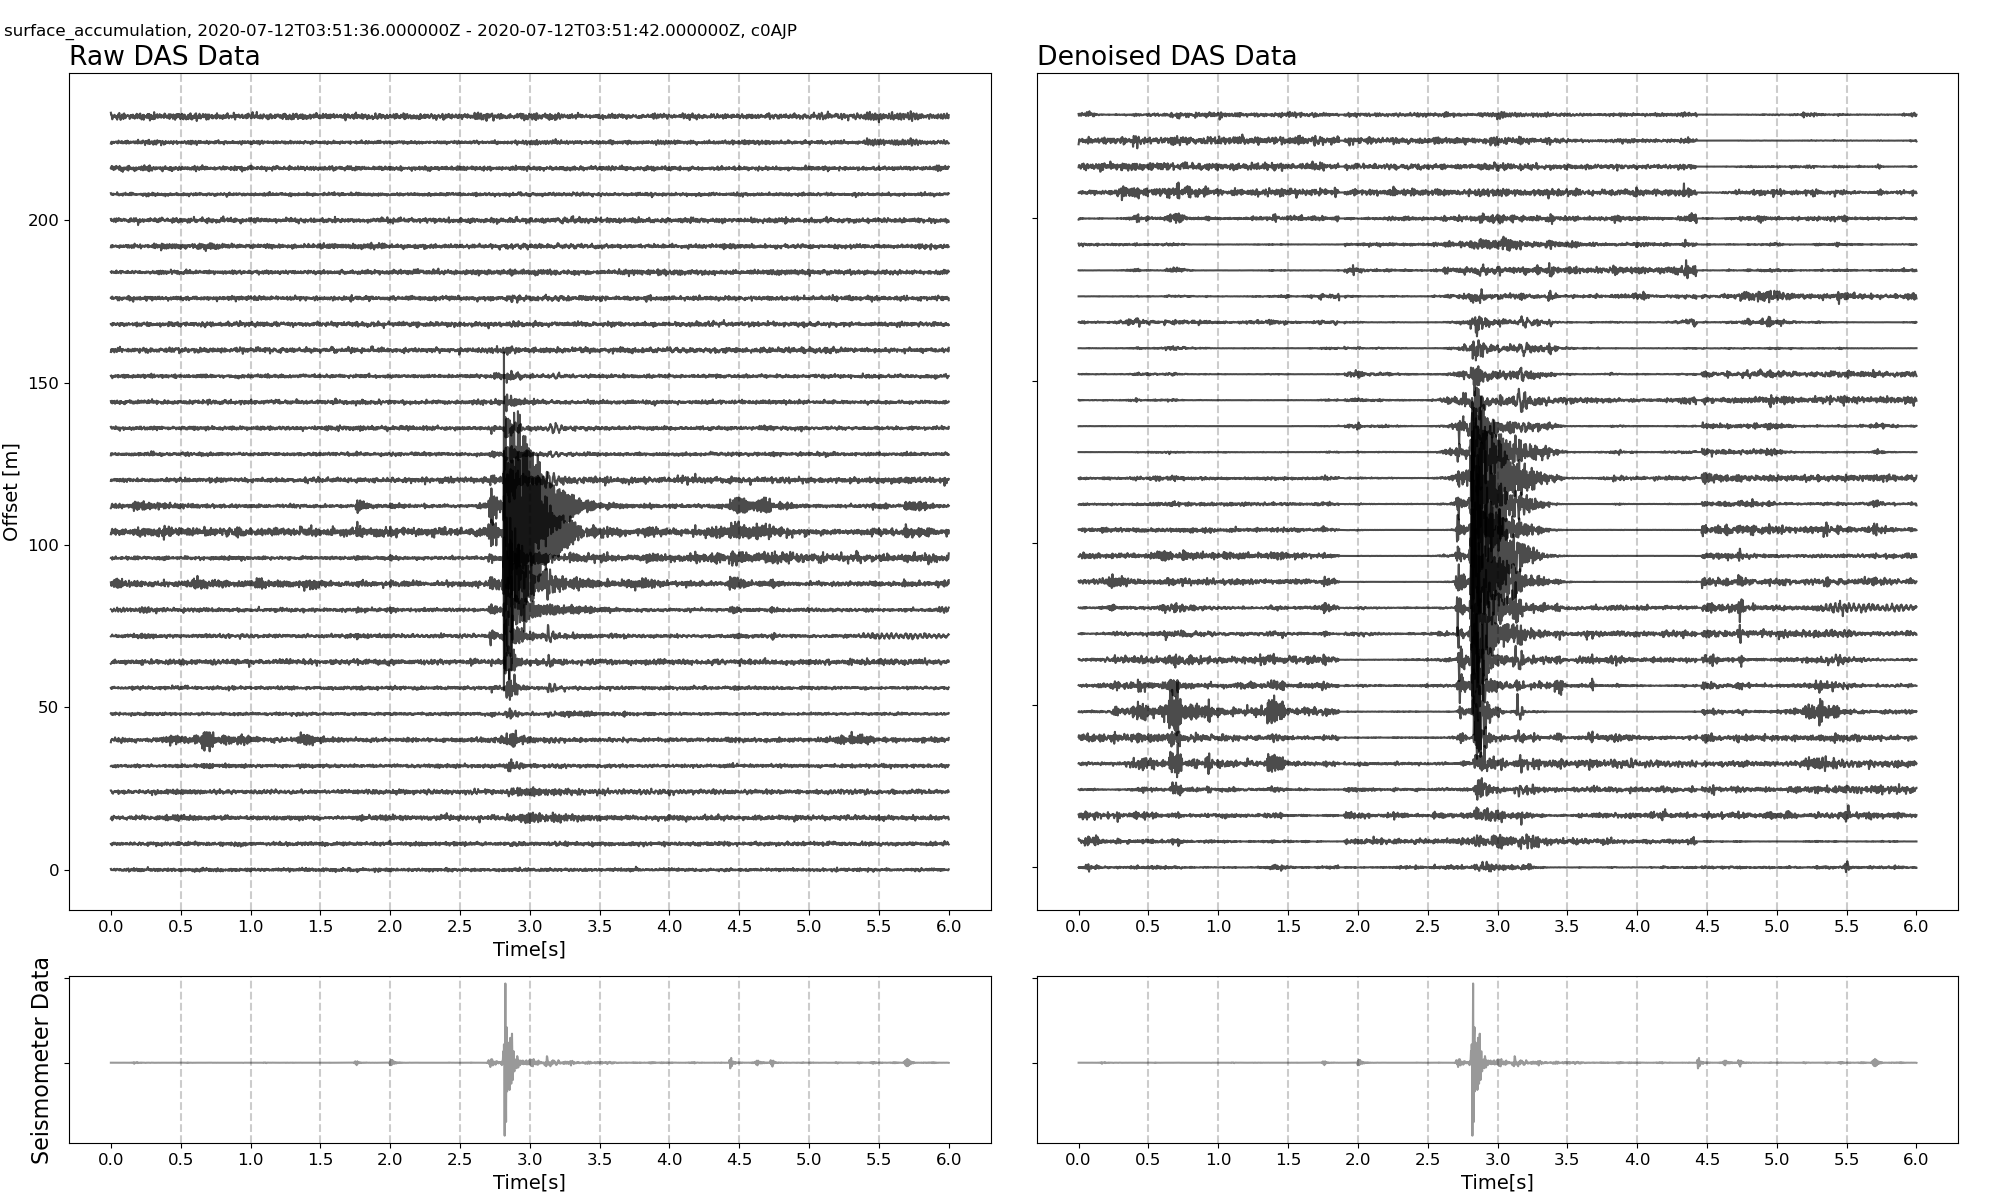 surface_accumulation, 2020-07-12T03:51:36.000000Z - 2020-07-12T03:51:42.000000Z, c0AJP
Raw DAS Data
Denoised DAS Data
Offset [m]
200
150
100
50
0
0.0 0.5 1.0 1.5 2.0 2.5 3.0 3.5 4.0 4.5 5.0 5.5 6.0
Time[s]
0.0 0.5 1.0 1.5 2.0 2.5 3.0 3.5 4.0 4.5 5.0 5.5 6.0
Seismometer Data
0.0 0.5 1.0 1.5 2.0 2.5 3.0 3.5 4.0 4.5 5.0 5.5 6.0
Time[s]
0.0 0.5 1.0 1.5 2.0 2.5 3.0 3.5 4.0 4.5 5.0 5.5 6.0
Time[s]